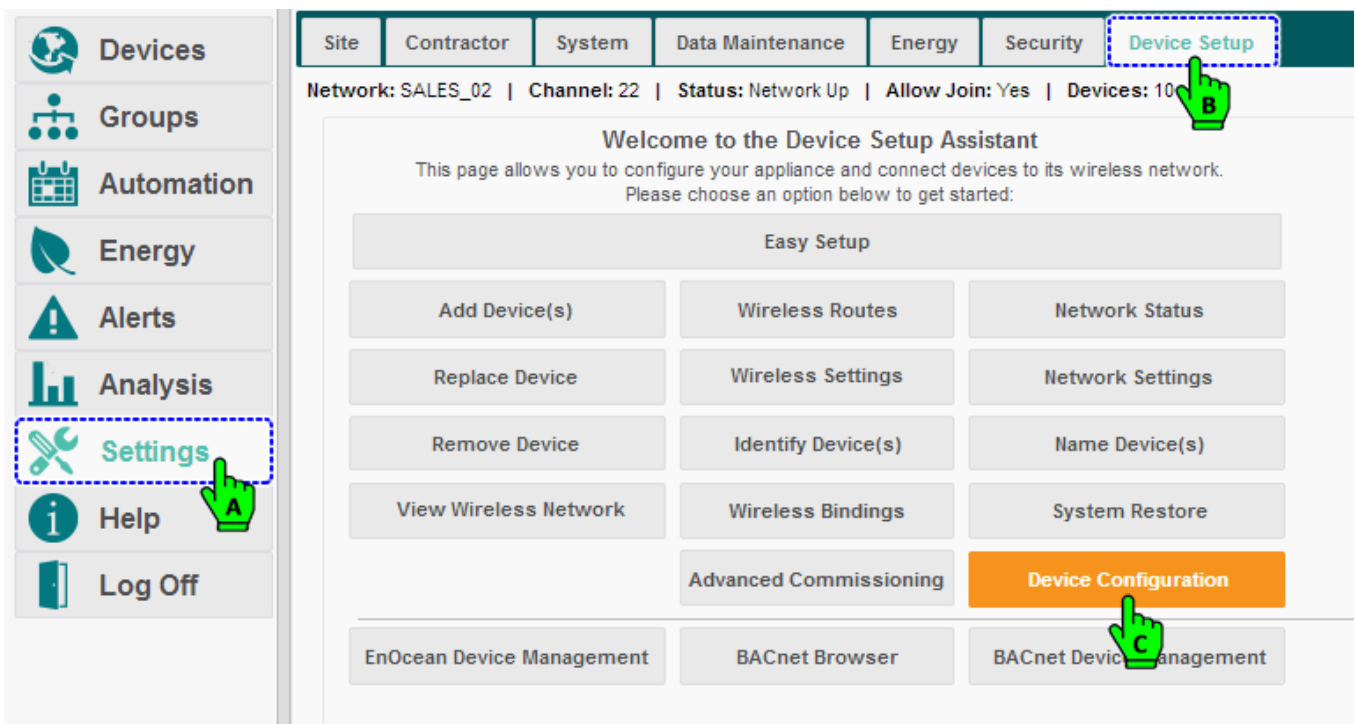 Devices
Groups
Automation
Energy
Alerts
Analysis
Settings
A
Help
Log Off
Site Contractor System Data Maintenance Energy Security Device Setup
B
Network: SALES_02 | Channel: 22 | Status: Network Up | Allow Join: Yes | Devices: 10
Welcome to the Device Setup Assistant
This page allows you to configure your appliance and connect devices to its wireless network.
Please choose an option below to get started:
Easy Setup
Add Device(s) Wireless Routes Network Status
Replace Device Wireless Settings Network Settings
Remove Device Identify Device(s) Name Device(s)
View Wireless Network Wireless Bindings System Restore
Advanced Commissioning Device Configuration
C
EnOcean Device Management BACnet Browser BACnet Device Management